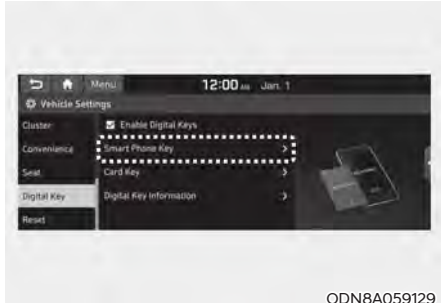 Menu 12:00 AM Jan. 1
Vehicle Settings
Cluster
Enable Digital Keys
Convenience
Smart Phone Key
Seat
Card Key
Digital Key
Digital Key Information
Reset
ODN8A059129